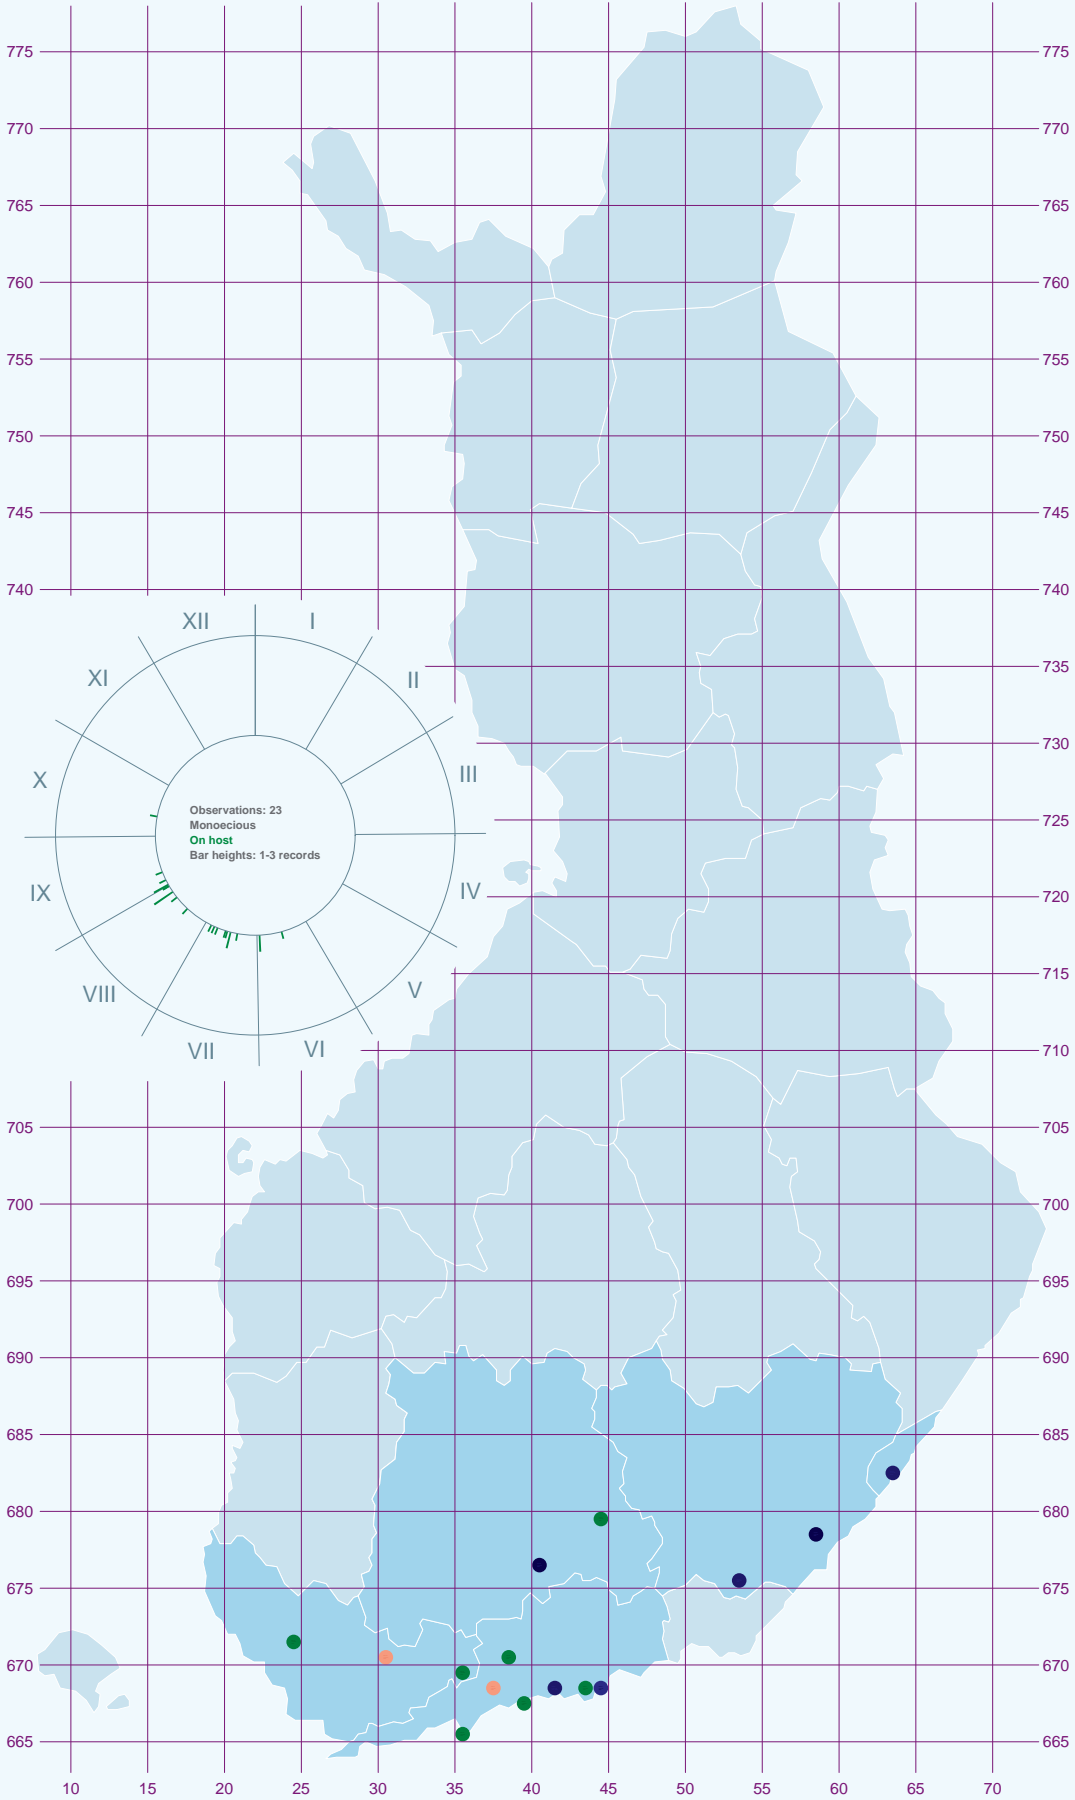 775 775
770 770
765 765
760 760
755 755
750 750
745 745
740 740
XII I
735
XI II
730
X III
Observations: 23
Monoecious
On host
Bar heights: 1-3 records
725
IX IV
720
VIII V
715
VII VI
710
705 705
700 700
695 695
690 690
685 685
680 680
675 675
670 670
665 665
10 15 20 25 30 35 40 45 50 55 60 65 70